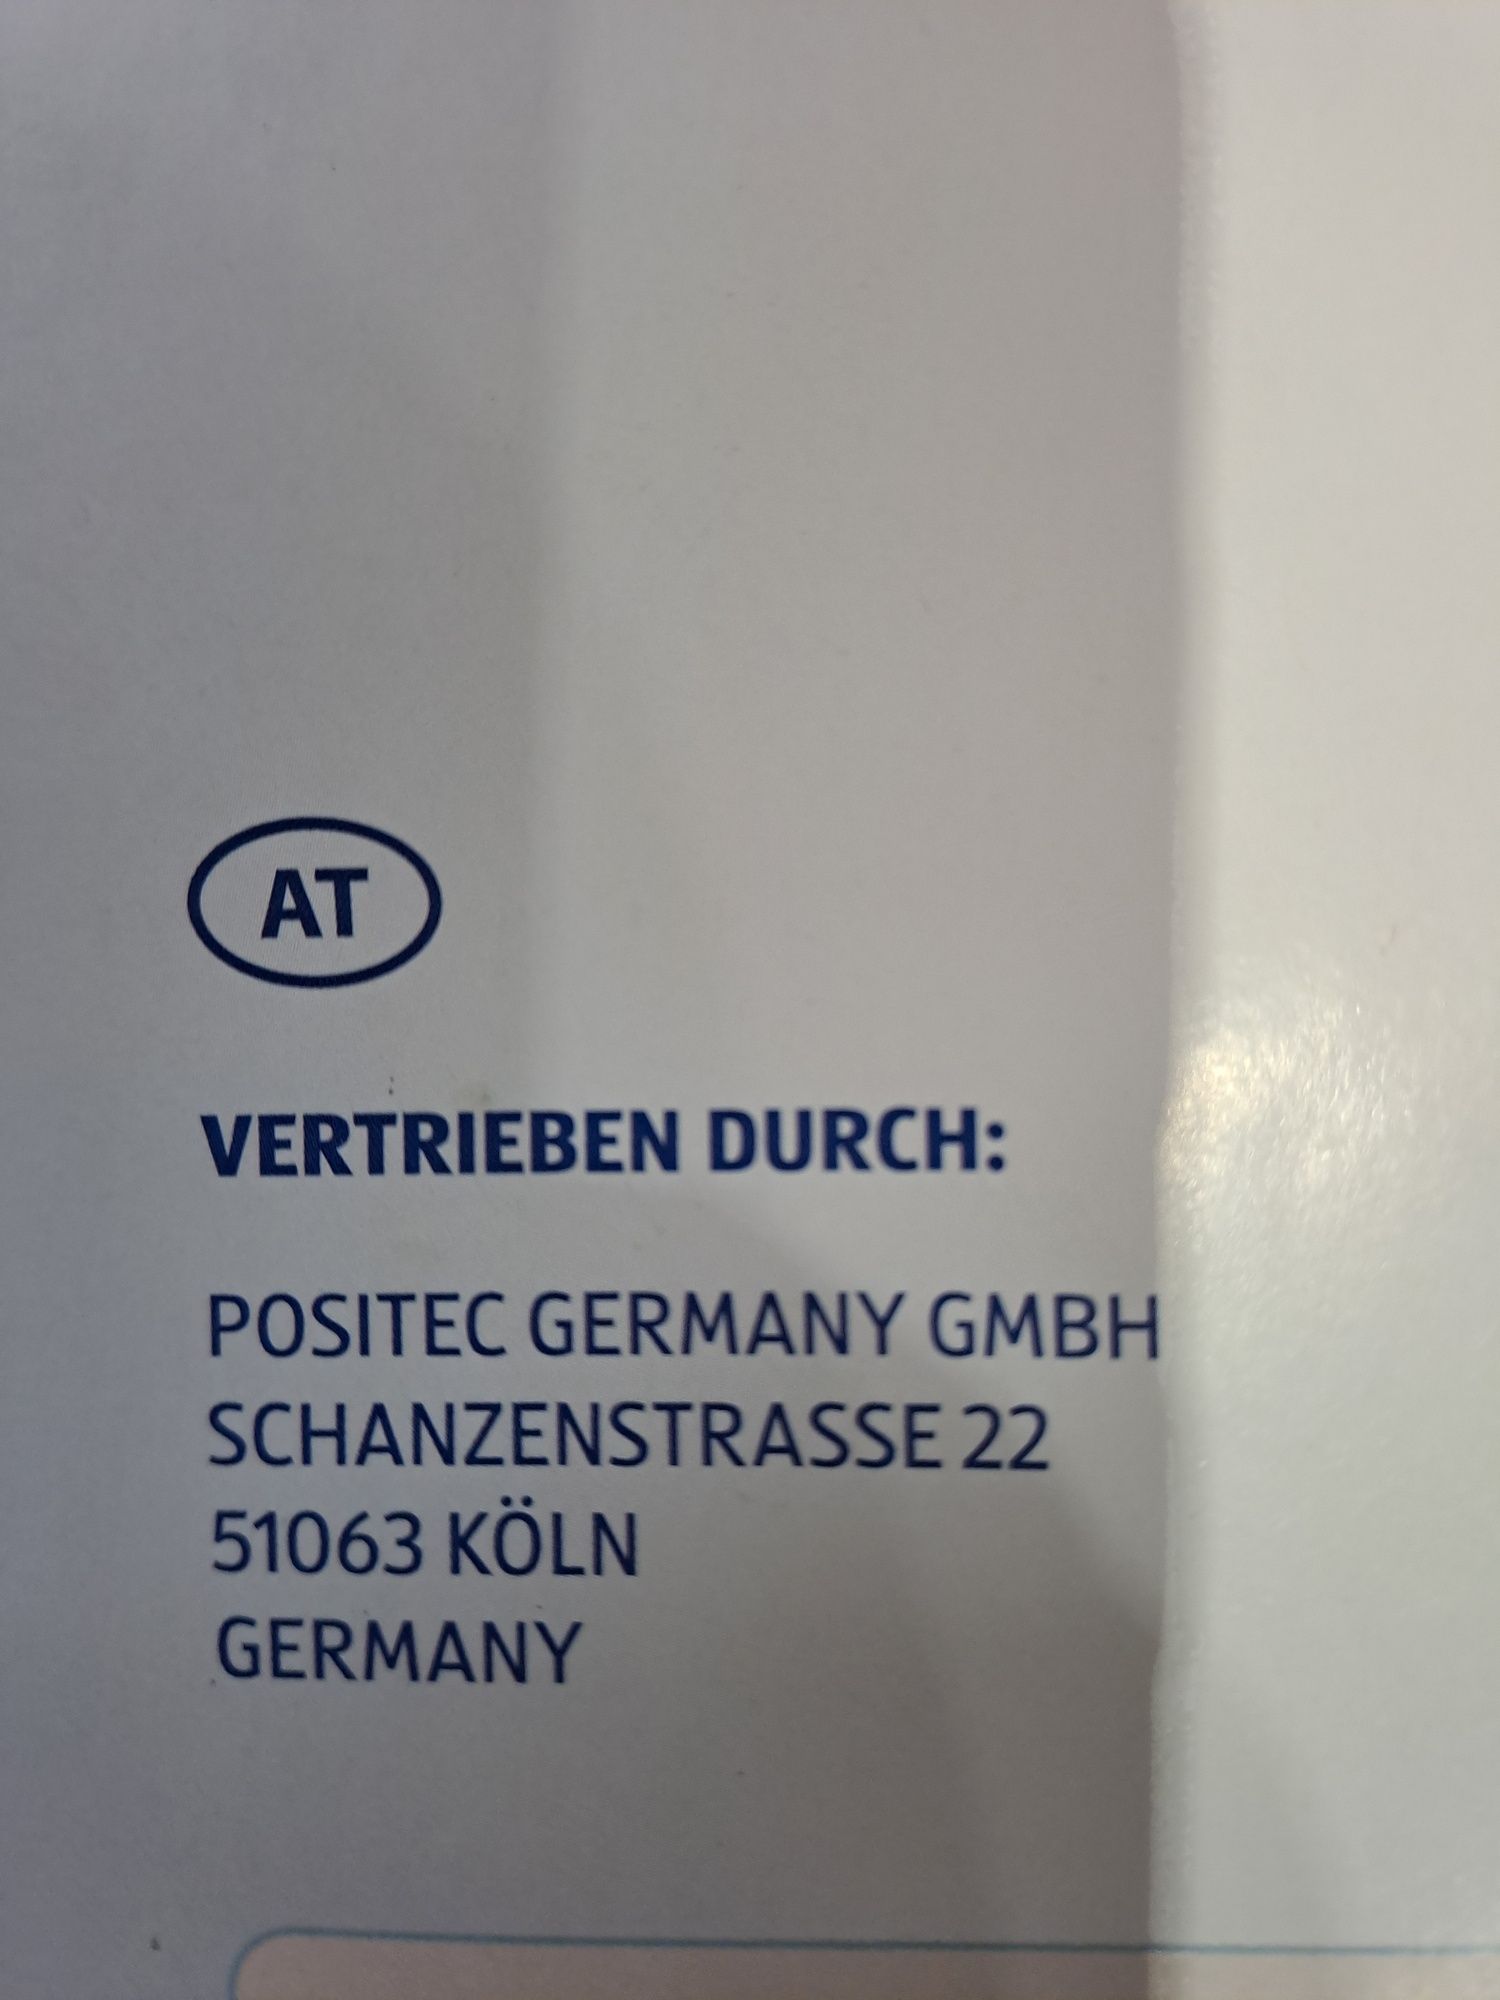 AT
VERTRIEBEN DURCH:
POSITEC GERMANY GMBH
SCHANZENSTRASSE 22
51063 KÖLN
GERMANY